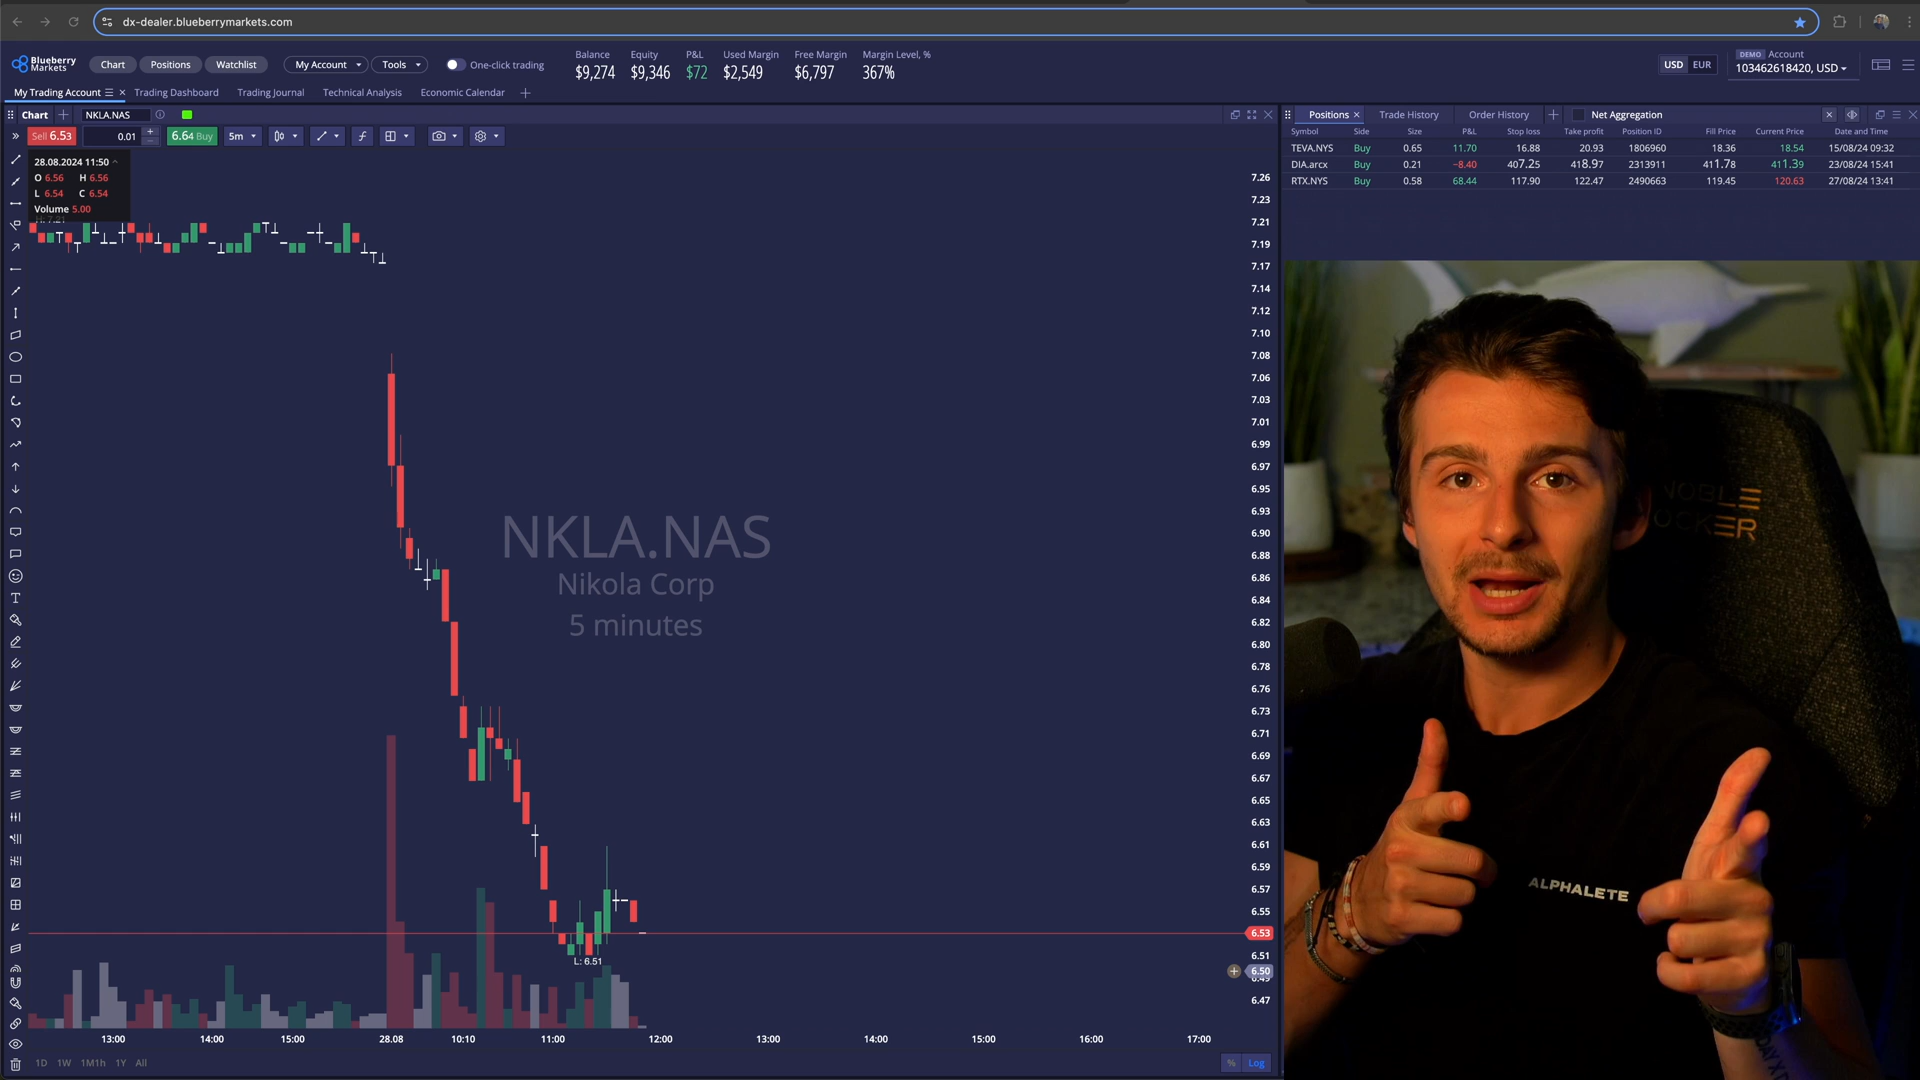 dx-dealer.blueberrymarkets.com
Blueberry Markets
Chart Positions Watchlist My Account Tools One-click trading
Balance Equity P&L Used Margin Free Margin Margin Level, %
$9,274 $9,346 $72 $2,549 $6,797 367%
USD EUR DEMO Account
103462618420, USD
My Trading Account Trading Dashboard Trading Journal Technical Analysis Economic Calendar
Chart NKLA.NAS
Sell 6.53 0.01 6.64 Buy 5m
28.08.2024 11:50
O 6.56 H 6.56
L 6.54 C 6.54
Volume 5.00
NKLA.NAS
Nikola Corp
5 minutes
L: 6.51
7.26
7.23
7.21
7.19
7.17
7.14
7.12
7.10
7.08
7.06
7.03
7.01
6.99
6.97
6.95
6.93
6.90
6.88
6.86
6.84
6.82
6.80
6.78
6.76
6.73
6.71
6.69
6.67
6.65
6.63
6.61
6.59
6.57
6.55
6.53
6.51
6.50
6.47
13:00 14:00 15:00 28.08 10:10 11:00 12:00 13:00 14:00 15:00 16:00 17:00
1D 1W 1M1h 1Y All
% Log
Positions Trade History Order History Net Aggregation
Symbol Side Size P&L Stop loss Take profit Position ID Fill Price Current Price Date and Time
TEVA.NYS Buy 0.65 11.70 16.88 20.93 1806960 18.36 18.54 15/08/24 09:32
DIA.arcx Buy 0.21 −8.40 407.25 418.97 2313911 411.78 411.39 23/08/24 15:41
RTX.NYS Buy 0.58 68.44 117.90 122.47 2490663 119.45 120.63 27/08/24 13:41
ALPHALETE